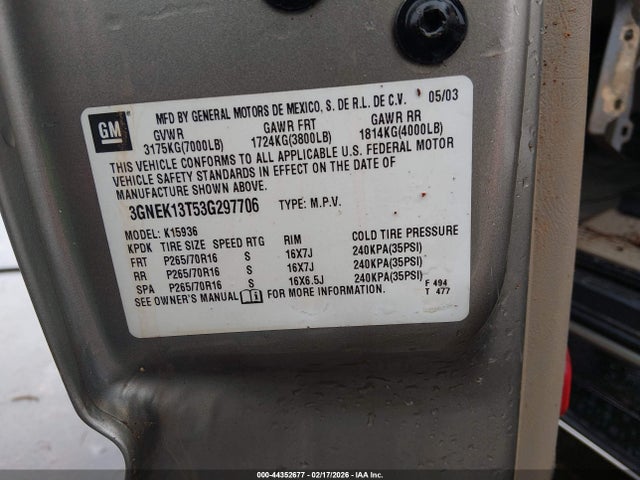 GM
MFD BY GENERAL MOTORS DE MEXICO, S. DE R.L. DE C.V. 05/03
GVWR GAWR FRT GAWR RR
3175KG(7000LB) 1724KG(3800LB) 1814KG(4000LB)
THIS VEHICLE CONFORMS TO ALL APPLICABLE U.S. FEDERAL MOTOR
VEHICLE SAFETY STANDARDS IN EFFECT ON THE DATE OF
MANUFACTURE SHOWN ABOVE.
3GNEK13T53G297706 TYPE: M.P.V.
MODEL: K15936
KPDK TIRE SIZE SPEED RTG RIM COLD TIRE PRESSURE
FRT P265/70R16 S 16X7J 240KPA(35PSI)
RR P265/70R16 S 16X7J 240KPA(35PSI)
SPA P265/70R16 S 16X6.5J 240KPA(35PSI)
SEE OWNER'S MANUAL FOR MORE INFORMATION. F 494
T 477
000-44352677 - 02/17/2026 - IAA Inc.